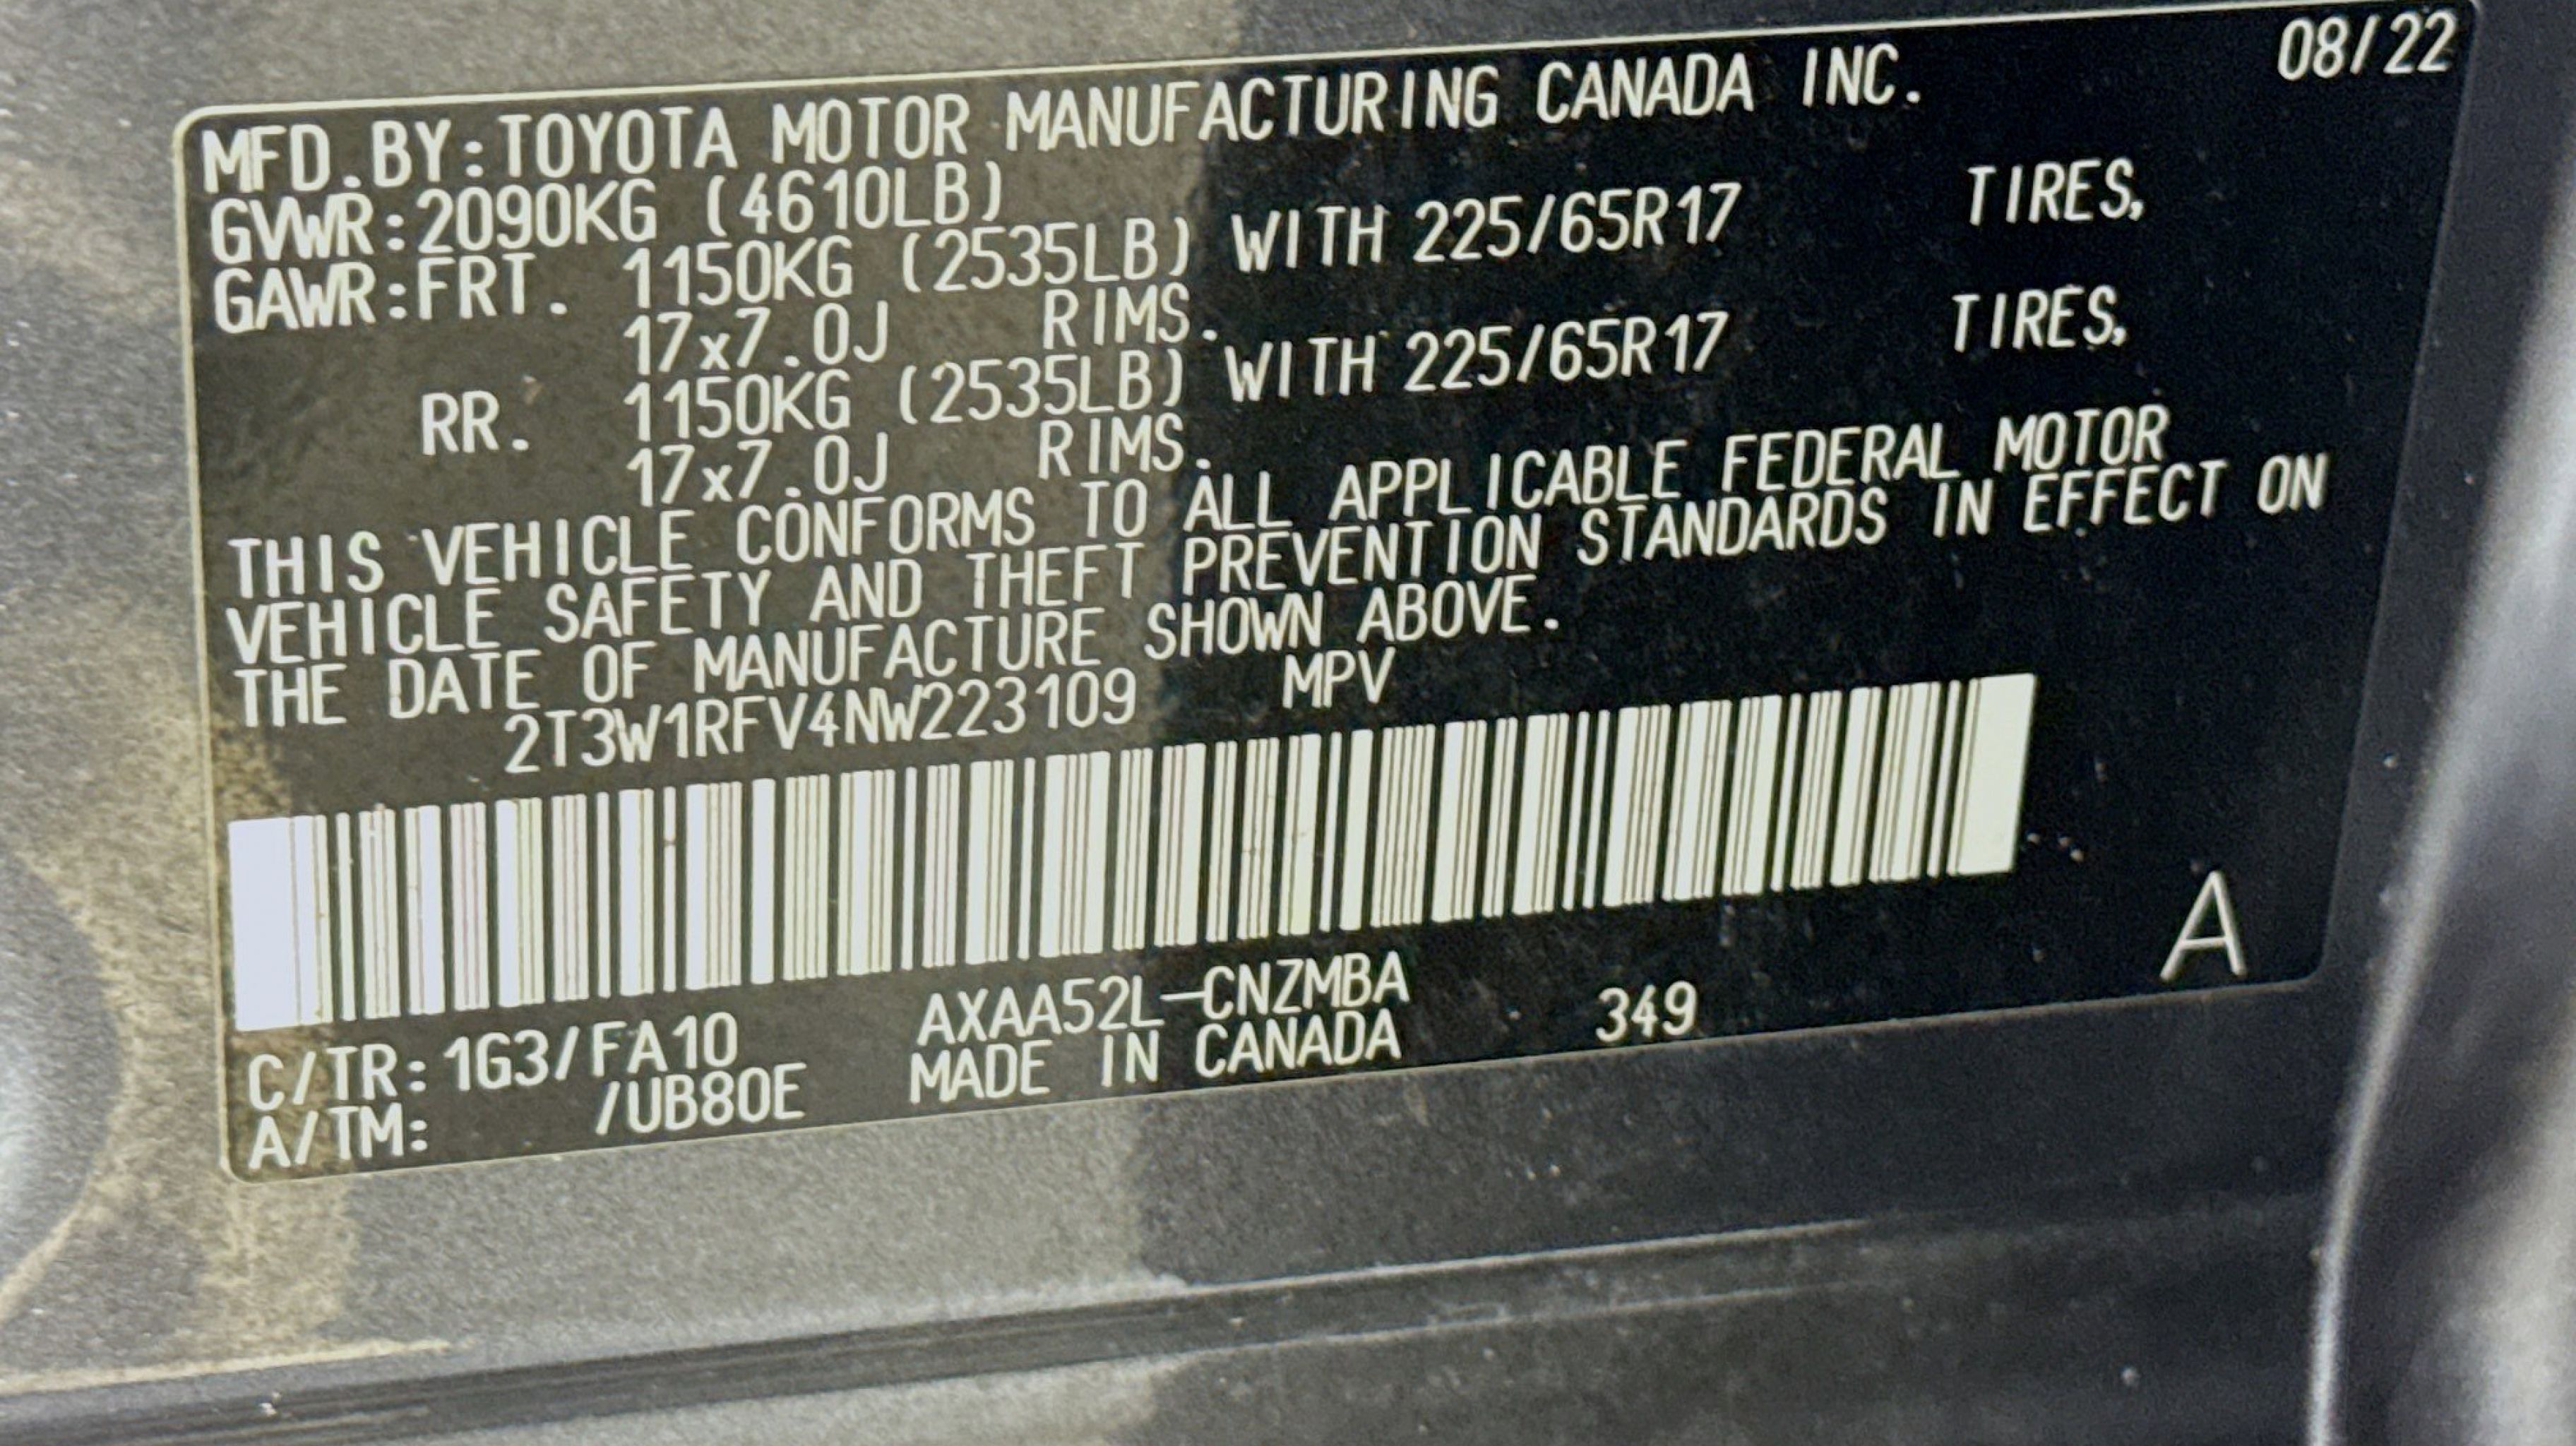 08/22
MFD.BY:TOYOTA MOTOR MANUFACTURING CANADA INC.
GVWR:2090KG (4610LB)
GAWR:FRT. 1150KG (2535LB) WITH 225/65R17 TIRES,
17x7.0J RIMS.
RR. 1150KG (2535LB) WITH 225/65R17 TIRES,
17x7.0J RIMS.
THIS VEHICLE CONFORMS TO ALL APPLICABLE FEDERAL MOTOR
VEHICLE SAFETY AND THEFT PREVENTION STANDARDS IN EFFECT ON
THE DATE OF MANUFACTURE SHOWN ABOVE.
2T3W1RFV4NW223109 MPV
A
C/TR:1G3/FA10 AXAA52L-CNZMBA
A/TM: /UB80E MADE IN CANADA 349